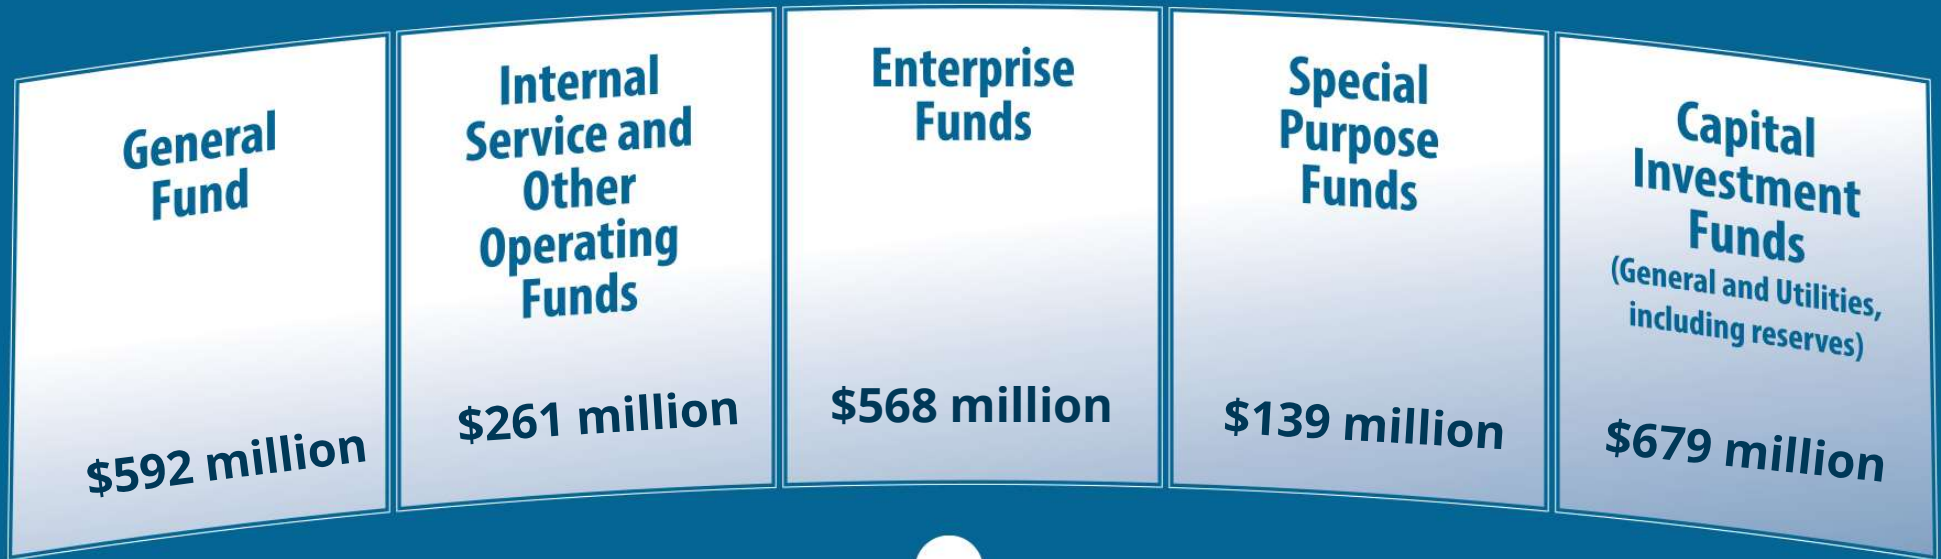 General
Fund
$592 million
Internal
Service and
Other
Operating
Funds
$261 million
Enterprise
Funds
$568 million
Special
Purpose
Funds
$139 million
Capital
Investment
Funds
(General and Utilities,
including reserves)
$679 million